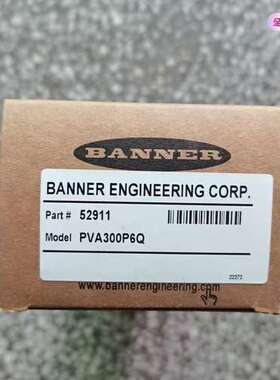 BANNER
BANNER ENGINEERING CORP.
Part # 52911
Model PVA300P6Q
22272
www.bannerengineering.com